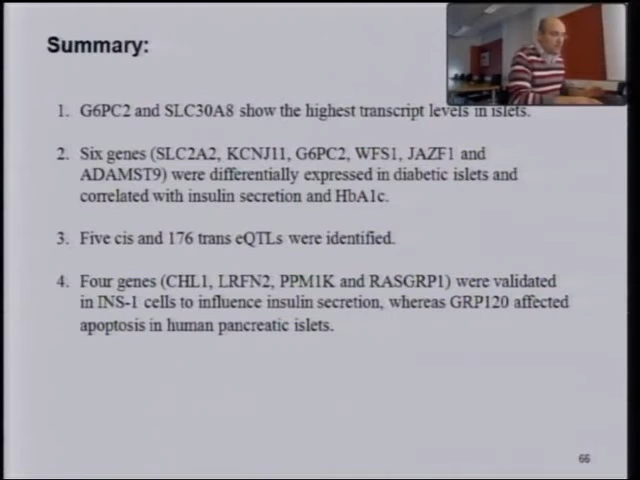 Summary:
1. G6PC2 and SLC30A8 show the highest transcript levels in islets.
2. Six genes (SLC2A2, KCNJ11, G6PC2, WFS1, JAZF1 and
ADAMST9) were differentially expressed in diabetic islets and
correlated with insulin secretion and HbA1c.
3. Five cis and 176 trans eQTLs were identified.
4. Four genes (CHL1, LRFN2, PPM1K and RASGRP1) were validated
in INS-1 cells to influence insulin secretion, whereas GRP120 affected
apoptosis in human pancreatic islets.
66